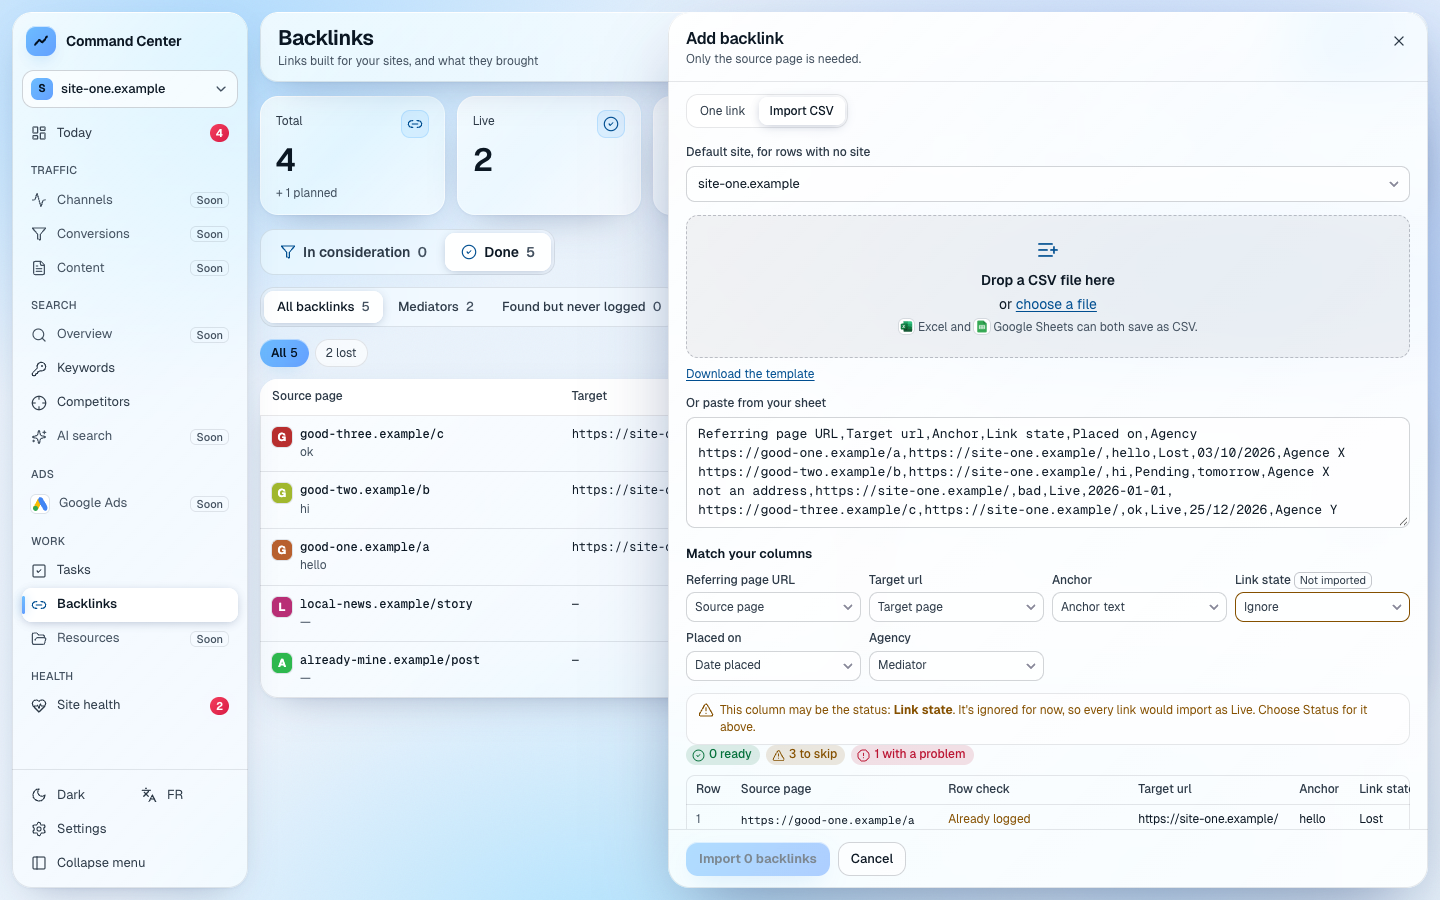 Command Center
S site-one.example
Today 4
TRAFFIC
Channels Soon
Conversions Soon
Content Soon
SEARCH
Overview Soon
Keywords
Competitors
AI search Soon
ADS
Google Ads Soon
WORK
Tasks
Backlinks
Resources Soon
HEALTH
Site health 2
Dark FR
Settings
Collapse menu
Backlinks
Links built for your sites, and what they brought
Total
4
+ 1 planned
Live
2
In consideration 0 Done 5
All backlinks 5 Mediators 2 Found but never logged 0
All 5 2 lost
Source page Target
G good-three.example/c https://site-
ok
G good-two.example/b https://site-
hi
G good-one.example/a https://site-
hello
L local-news.example/story –
—
A already-mine.example/post –
—
Add backlink
Only the source page is needed.
One link Import CSV
Default site, for rows with no site
site-one.example
Drop a CSV file here
or choose a file
Excel and Google Sheets can both save as CSV.
Download the template
Or paste from your sheet
Referring page URL,Target url,Anchor,Link state,Placed on,Agency
https://good-one.example/a,https://site-one.example/,hello,Lost,03/10/2026,Agence X
https://good-two.example/b,https://site-one.example/,hi,Pending,tomorrow,Agence X
not an address,https://site-one.example/,bad,Live,2026-01-01,
https://good-three.example/c,https://site-one.example/,ok,Live,25/12/2026,Agence Y
Match your columns
Referring page URL Target url Anchor Link state Not imported
Source page Target page Anchor text Ignore
Placed on Agency
Date placed Mediator
This column may be the status: Link state. It's ignored for now, so every link would import as Live. Choose Status for it
above.
0 ready 3 to skip 1 with a problem
Row Source page Row check Target url Anchor Link state
1 https://good-one.example/a Already logged https://site-one.example/ hello Lost
Import 0 backlinks Cancel